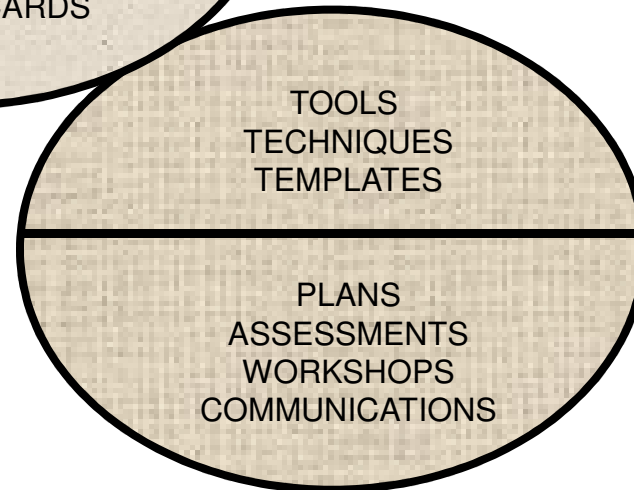 ARDS
TOOLS
TECHNIQUES
TEMPLATES
PLANS
ASSESSMENTS
WORKSHOPS
COMMUNICATIONS